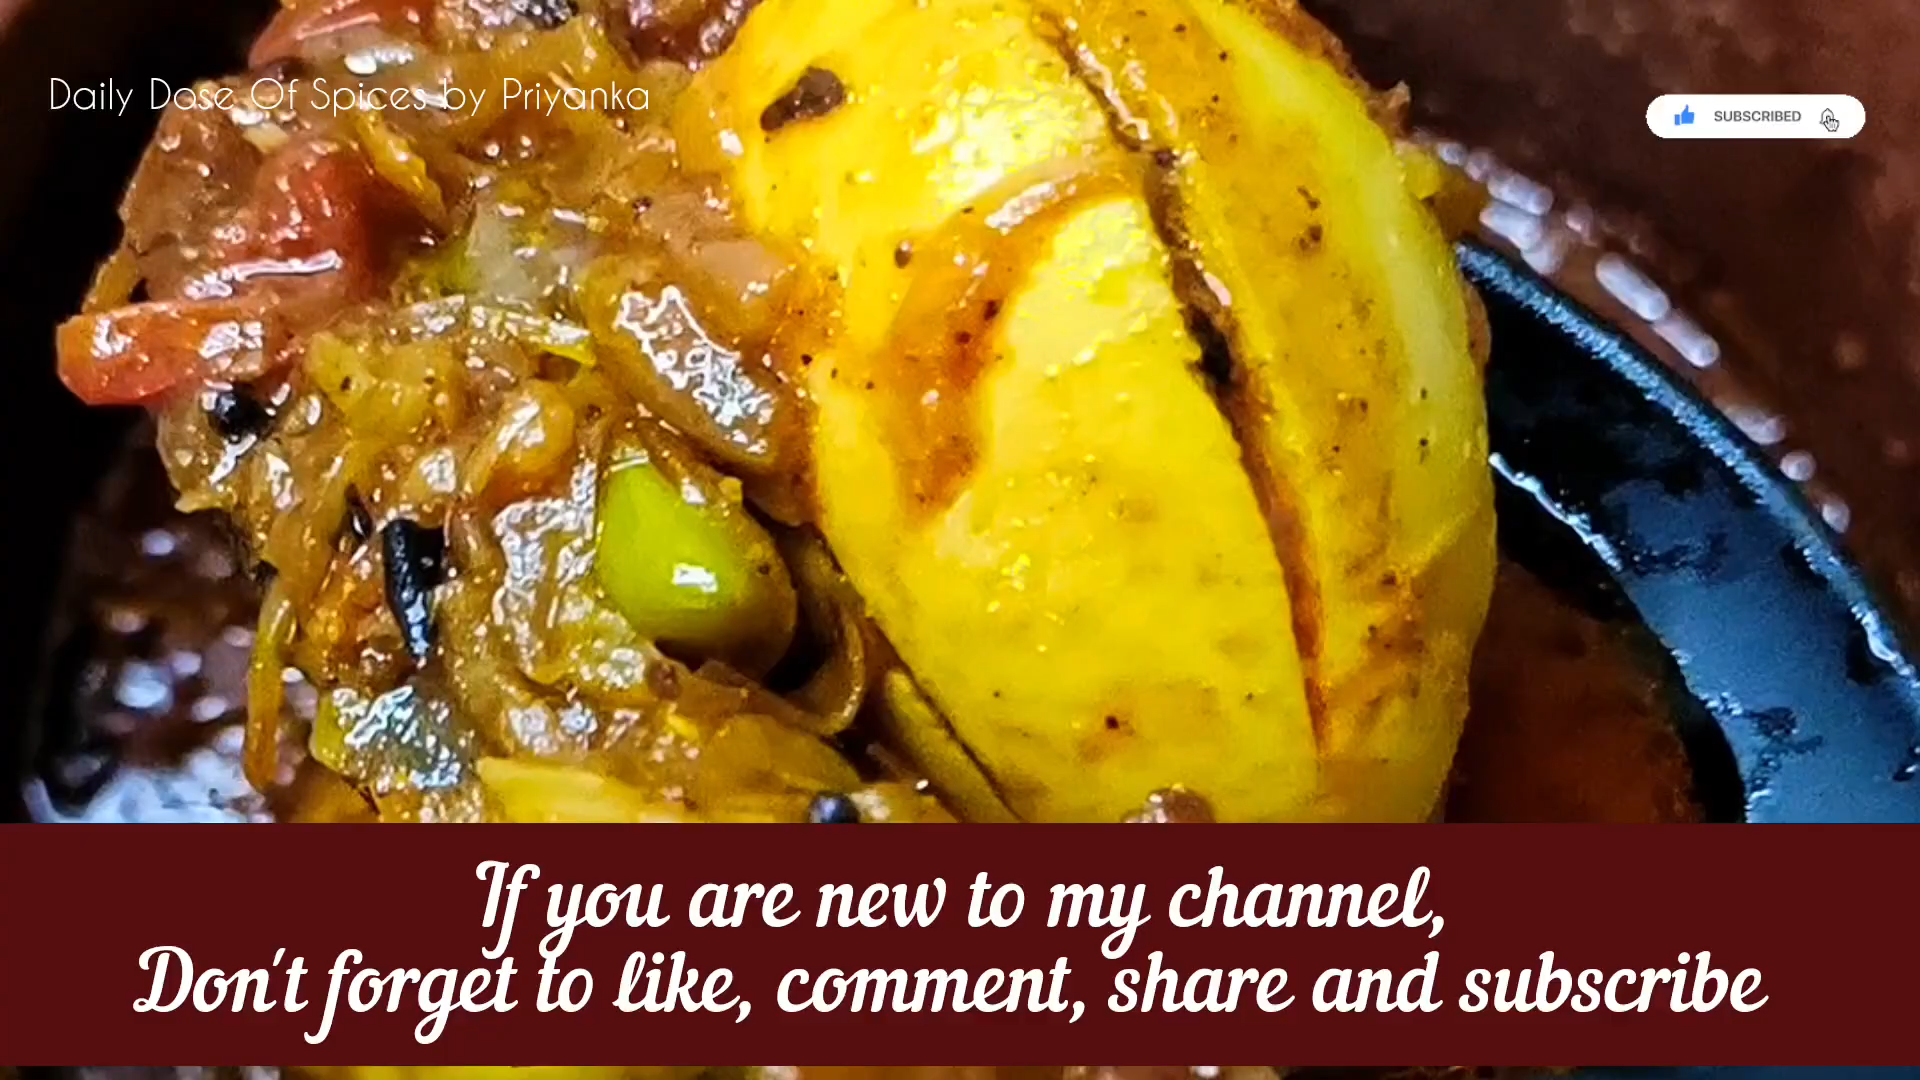 Daily Dose Of Spices by Priyanka
SUBSCRIBED
If you are new to my channel,
Don't forget to like, comment, share and subscribe